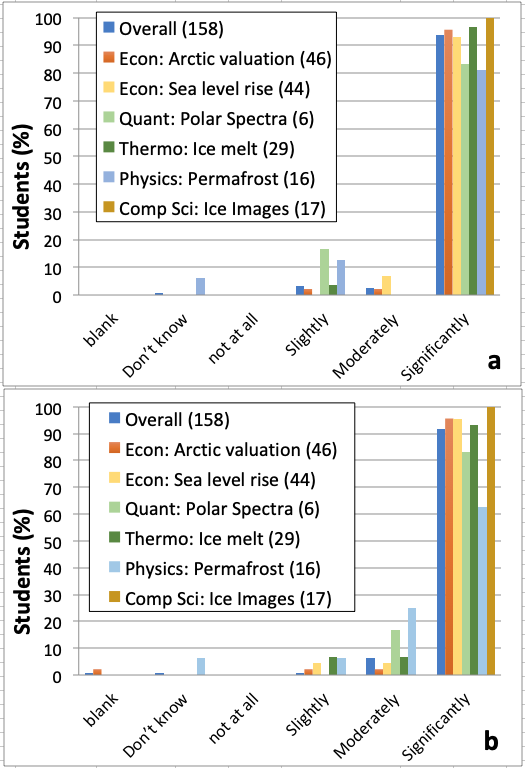 100
90
80
70
60
50
40
30
20
10
0
Students (%)
Overall (158)
Econ: Arctic valuation (46)
Econ: Sea level rise (44)
Quant: Polar Spectra (6)
Thermo: Ice melt (29)
Physics: Permafrost (16)
Comp Sci: Ice Images (17)
blank
Don't know
not at all
Slightly
Moderately
Significantly
a
100
90
80
70
60
50
40
30
20
10
0
Students (%)
Overall (158)
Econ: Arctic valuation (46)
Econ: Sea level rise (44)
Quant: Polar Spectra (6)
Thermo: Ice melt (29)
Physics: Permafrost (16)
Comp Sci: Ice Images (17)
blank
Don't know
not at all
Slightly
Moderately
Significantly
b